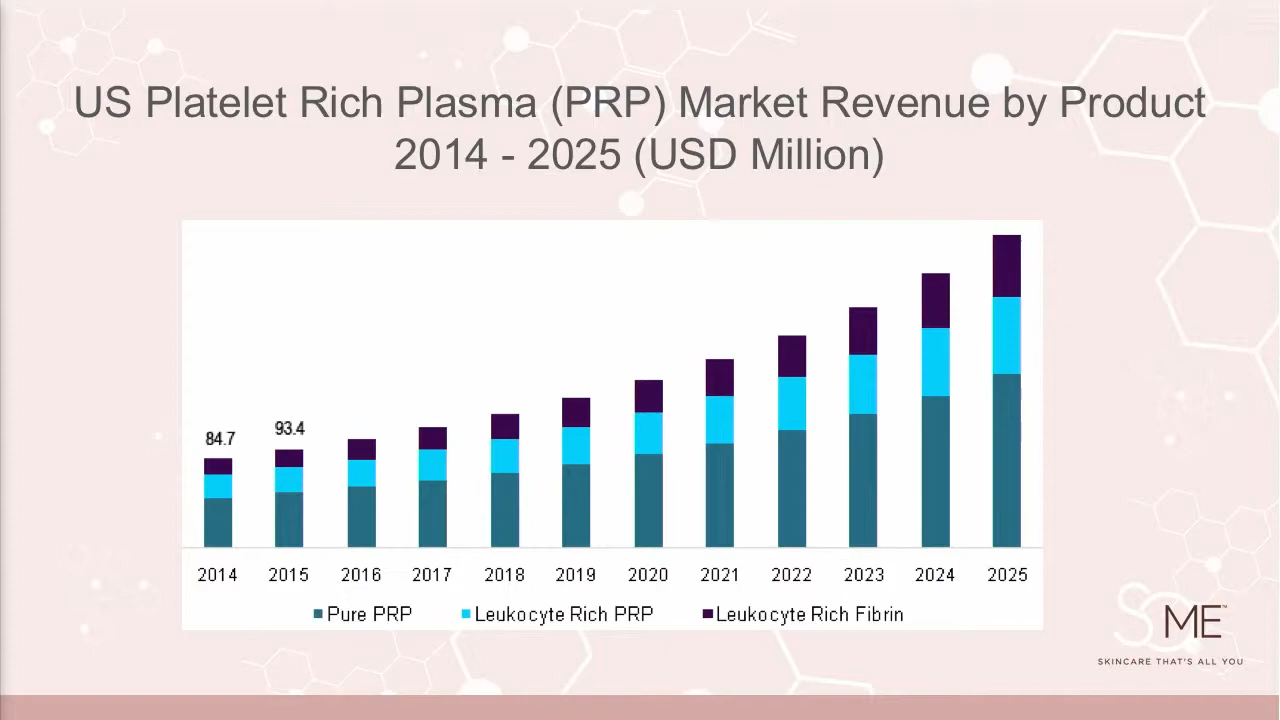 US Platelet Rich Plasma (PRP) Market Revenue by Product
2014 - 2025 (USD Million)
84.7
93.4
2014 2015 2016 2017 2018 2019 2020 2021 2022 2023 2024 2025
Pure PRP Leukocyte Rich PRP Leukocyte Rich Fibrin
SO ME™
SKINCARE THAT'S ALL YOU